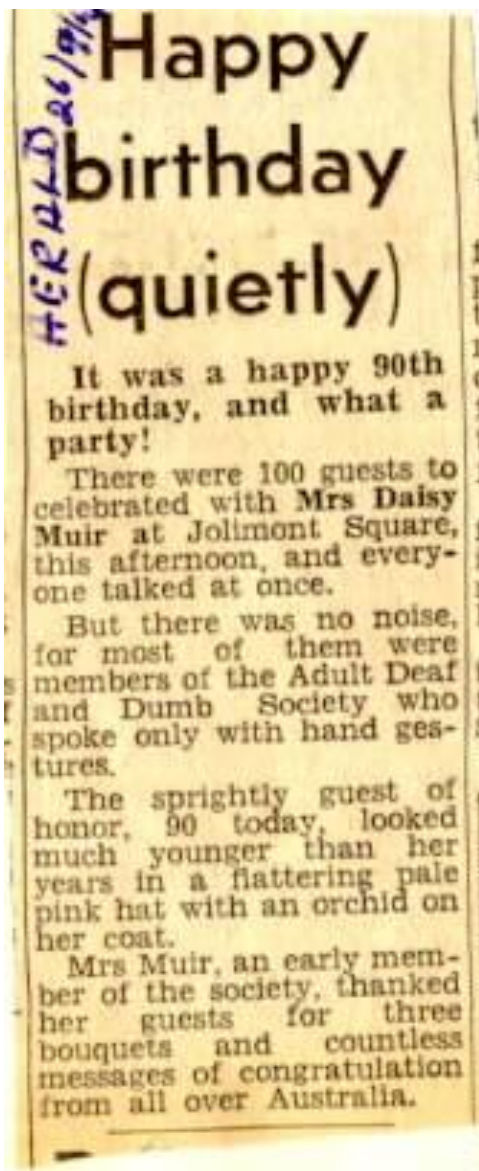 HERALD 26/9/
Happy
birthday
(quietly)
It was a happy 90th
birthday, and what a
party!
There were 100 guests to
celebrated with Mrs Daisy
Muir at Jolimont Square,
this afternoon, and every-
one talked at once.
But there was no noise,
for most of them were
members of the Adult Deaf
and Dumb Society who
spoke only with hand ges-
tures.
The sprightly guest of
honor, 90 today, looked
much younger than her
years in a flattering pale
pink hat with an orchid on
her coat.
Mrs Muir, an early mem-
ber of the society, thanked
her guests for three
bouquets and countless
messages of congratulation
from all over Australia.